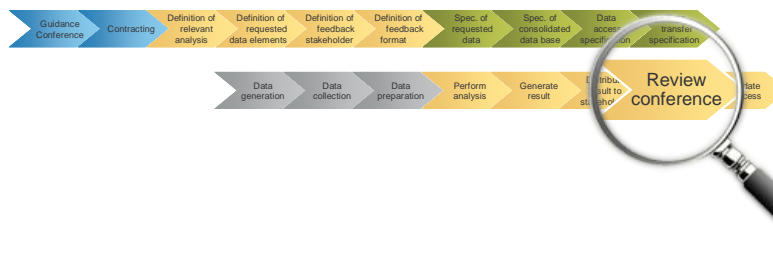 Guidance
Conference
Contracting
Definition of
relevant
analysis
Definition of
requested
data elements
Definition of
feedback
stakeholder
Definition of
feedback
format
Spec. of
requested
data
Spec. of
consolidated
data base
Data
access
specification
transfer
specification
Data
generation
Data
collection
Data
preparation
Perform
analysis
Generate
result
to
Review
conference